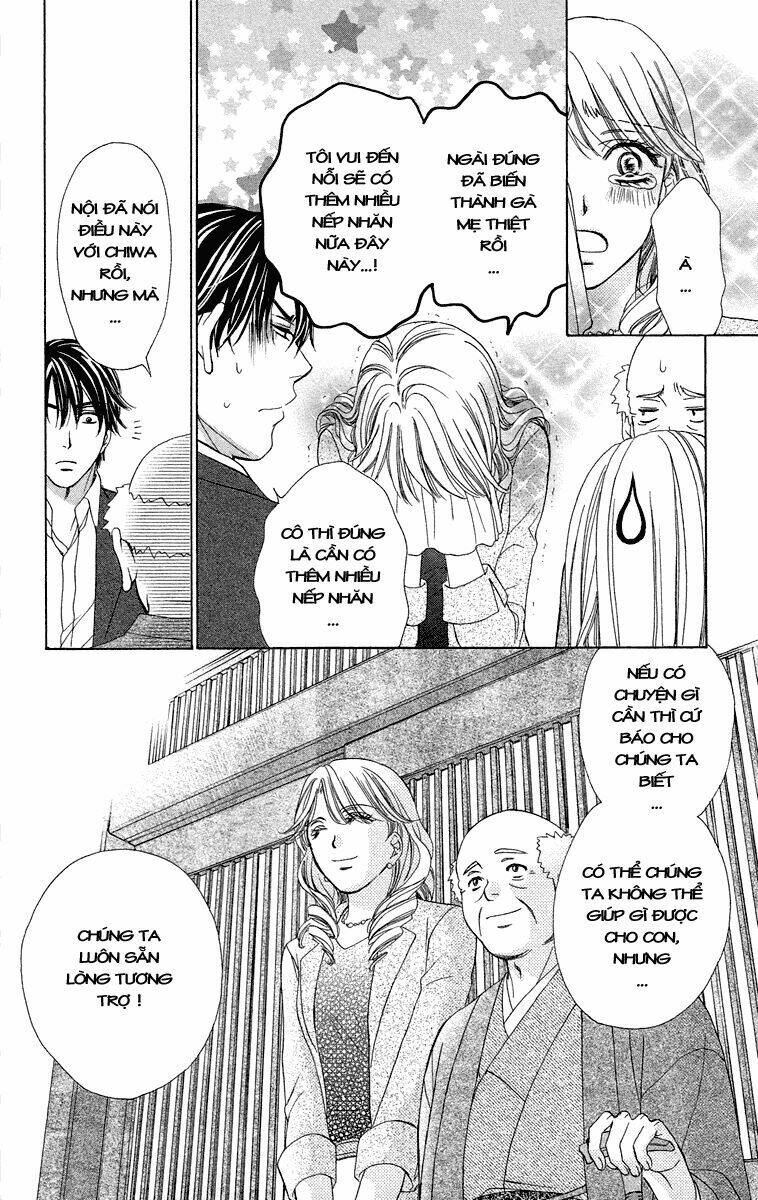 À
...
NGÀI ĐÚNG
ĐÃ BIẾN
THÀNH GÀ
MẸ THIỆT
RỒI
...
TÔI VUI ĐẾN
NỖI SẼ CÓ
THÊM NHIỀU
NẾP NHĂN
NỮA ĐÂY
NÀY...!
CÔ THÌ ĐÚNG
LÀ CẦN CÓ
THÊM NHIỀU
NẾP NHĂN
...
NỘI ĐÃ NÓI
ĐIỀU NÀY
VỚI CHIWA
RỒI,
NHƯNG MÀ
...
NẾU CÓ
CHUYỆN GÌ
CẦN THÌ CỨ
BÁO CHO
CHÚNG TA
BIẾT
...
CÓ THỂ CHÚNG
TA KHÔNG THỂ
GIÚP GÌ ĐƯỢC
CHO CON,
NHƯNG
...
CHÚNG TA
LUÔN SẴN
LÒNG TƯƠNG
TRỢ !